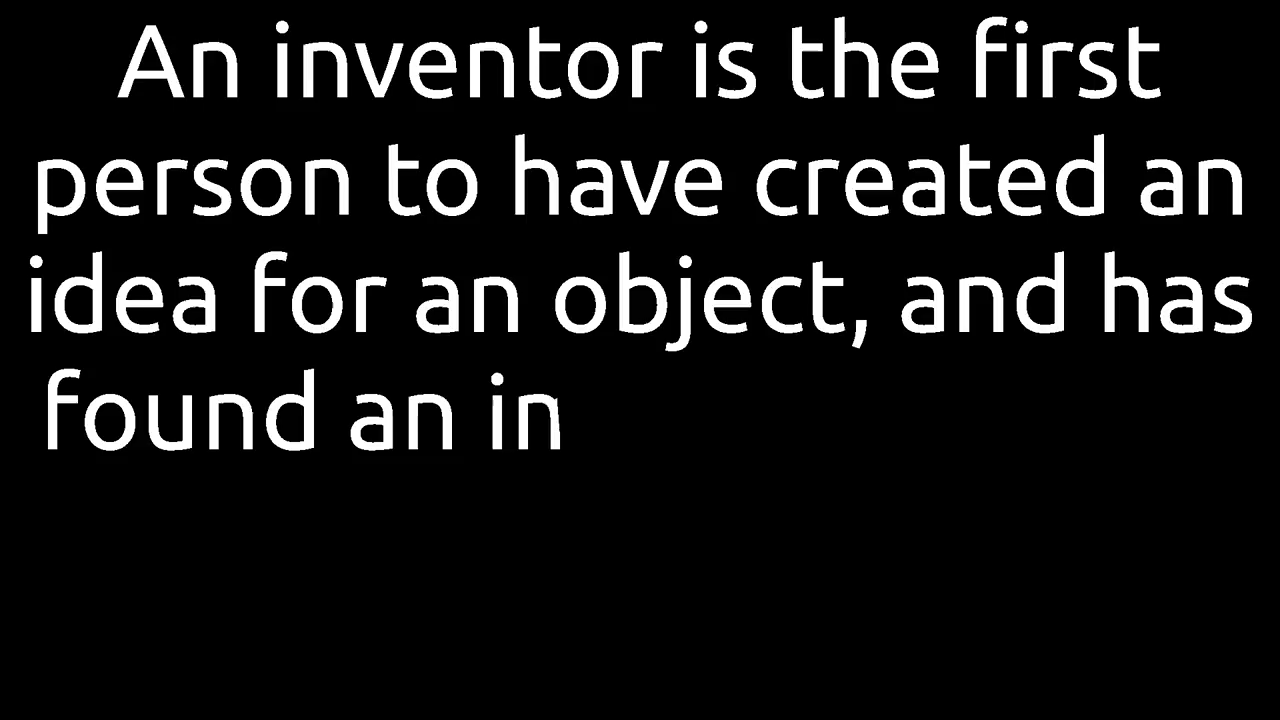 An inventor is the first
person to have created an
idea for an object, and has
found an in